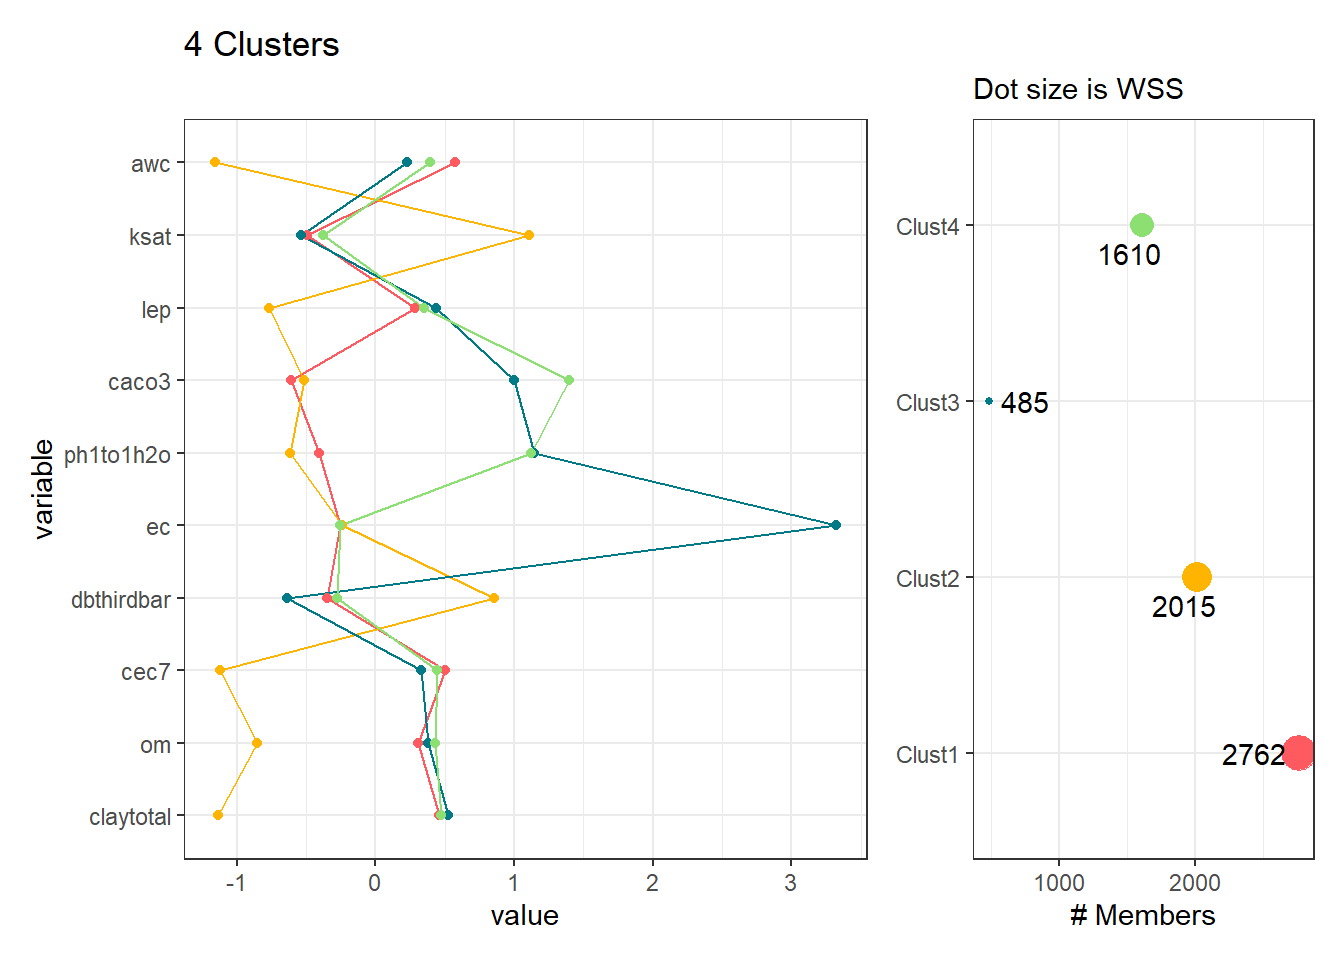 4 Clusters
variable
awc
ksat
lep
caco3
ph1to1h2o
ec
dbthirdbar
cec7
om
claytotal
-1 0 1 2 3
value
Dot size is WSS
Clust4
1610
Clust3
485
Clust2
2015
Clust1
2762
1000 2000
# Members